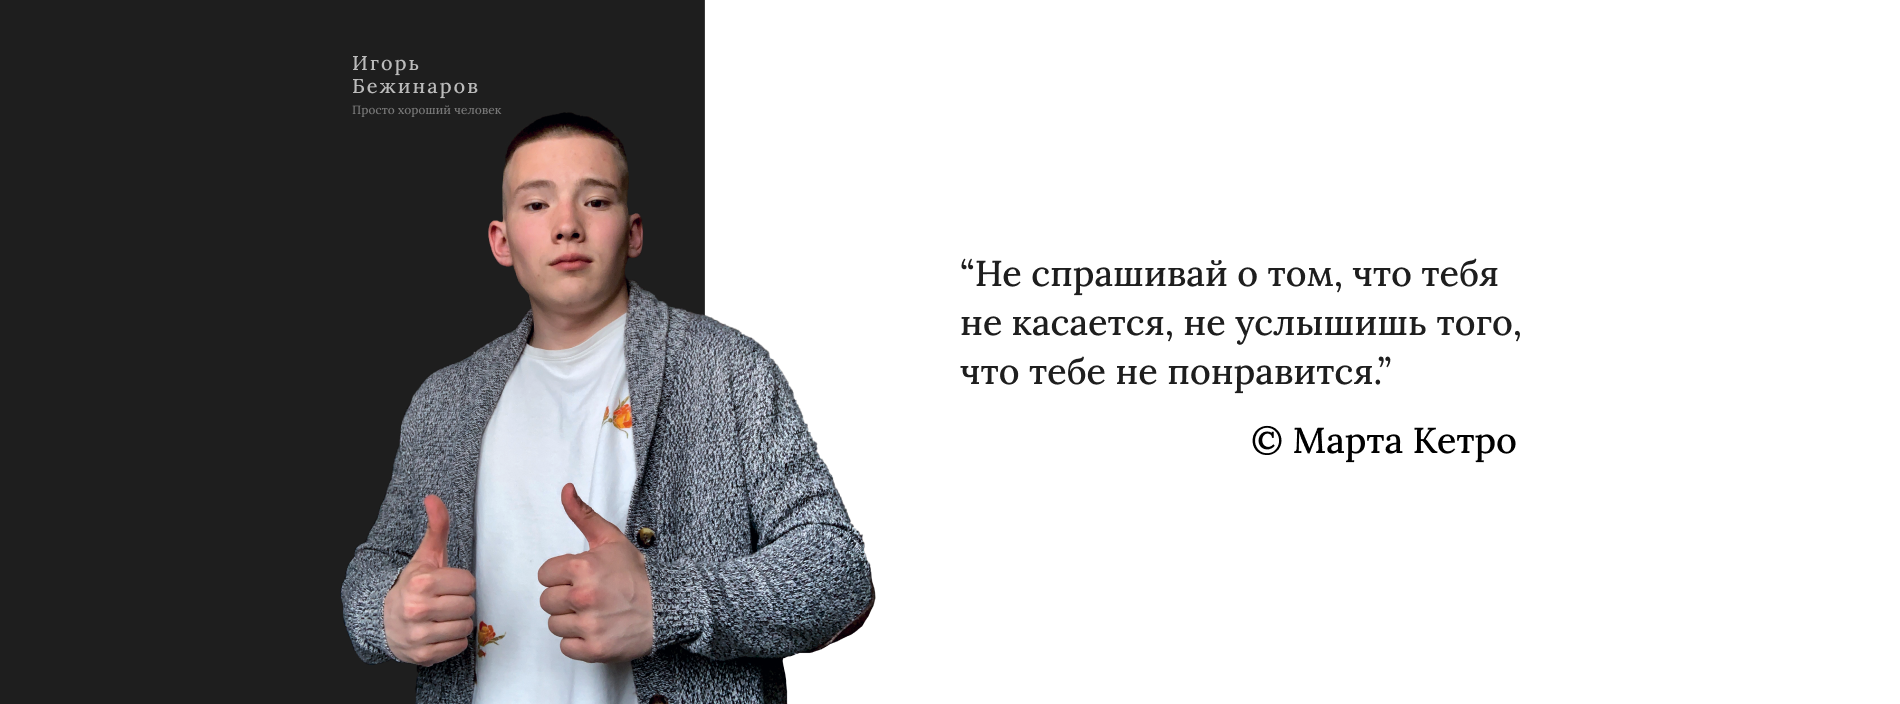 Игорь
Бежинаров
Просто хороший человек
“Не спрашивай о том, что тебя
не касается, не услышишь того,
что тебе не понравится.”
© Марта Кетро